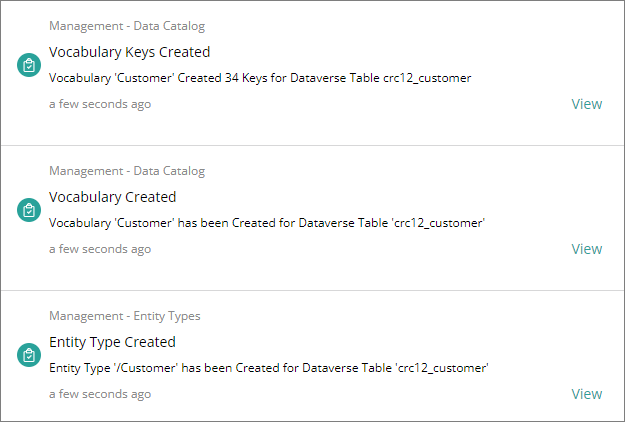 Management - Data Catalog
Vocabulary Keys Created
Vocabulary 'Customer' Created 34 Keys for Dataverse Table crc12_customer
a few seconds ago
View
Management - Data Catalog
Vocabulary Created
Vocabulary 'Customer' has been Created for Dataverse Table 'crc12_customer'
a few seconds ago
View
Management - Entity Types
Entity Type Created
Entity Type '/Customer' has been Created for Dataverse Table 'crc12_customer'
a few seconds ago
View